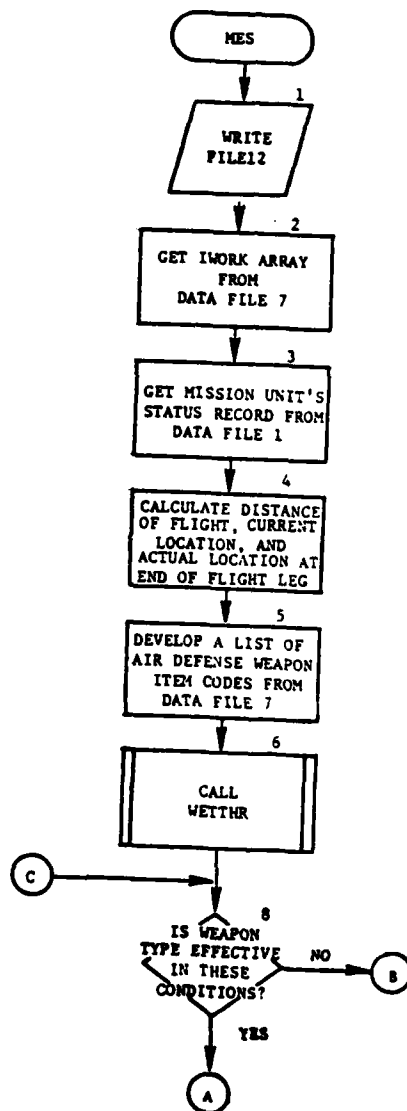 MES
1
WRITE
FILE12
2
GET IWORK ARRAY
FROM
DATA FILE 7
3
GET MISSION UNIT'S
STATUS RECORD FROM
DATA FILE 1
4
CALCULATE DISTANCE
OF FLIGHT, CURRENT
LOCATION, AND
ACTUAL LOCATION AT
END OF FLIGHT LEG
5
DEVELOP A LIST OF
AIR DEFENSE WEAPON
ITEM CODES FROM
DATA FILE 7
6
CALL
WETTHR
C
8
IS WEAPON
TYPE EFFECTIVE
IN THESE
CONDITIONS?
NO
B
YES
A